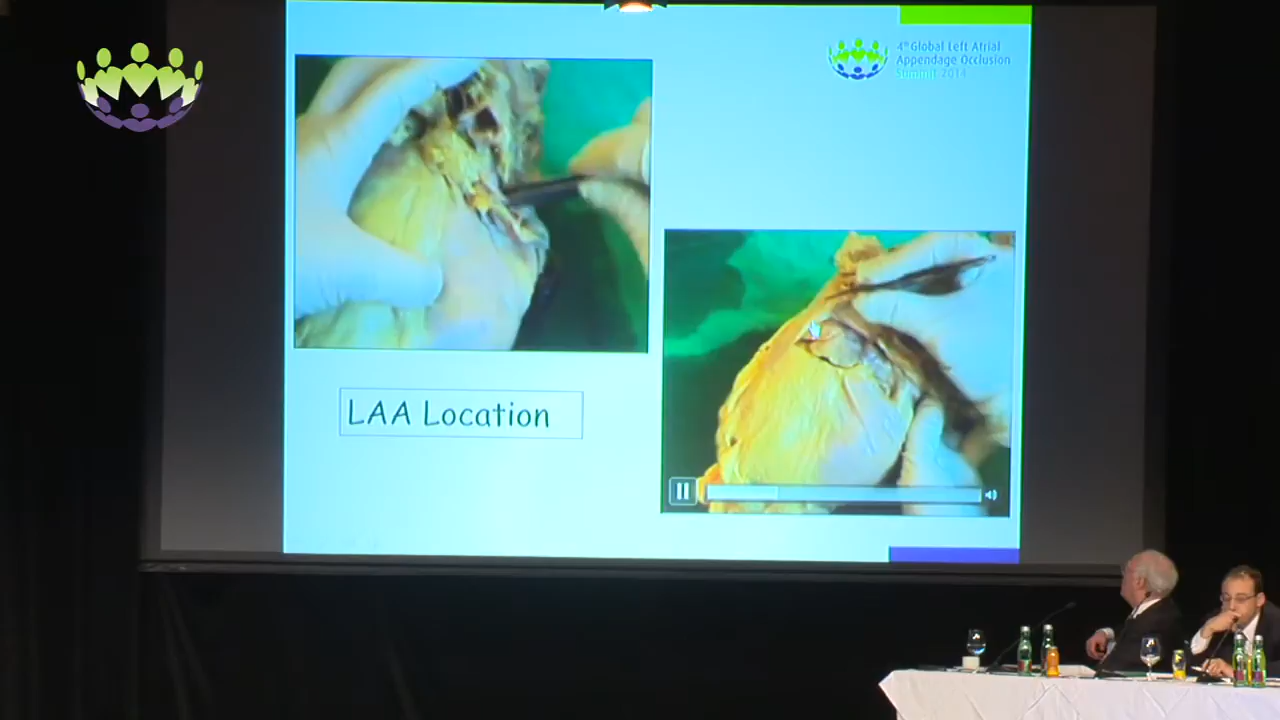 4th Global Left Atrial
Appendage Occlusion
Summit 2014
LAA Location